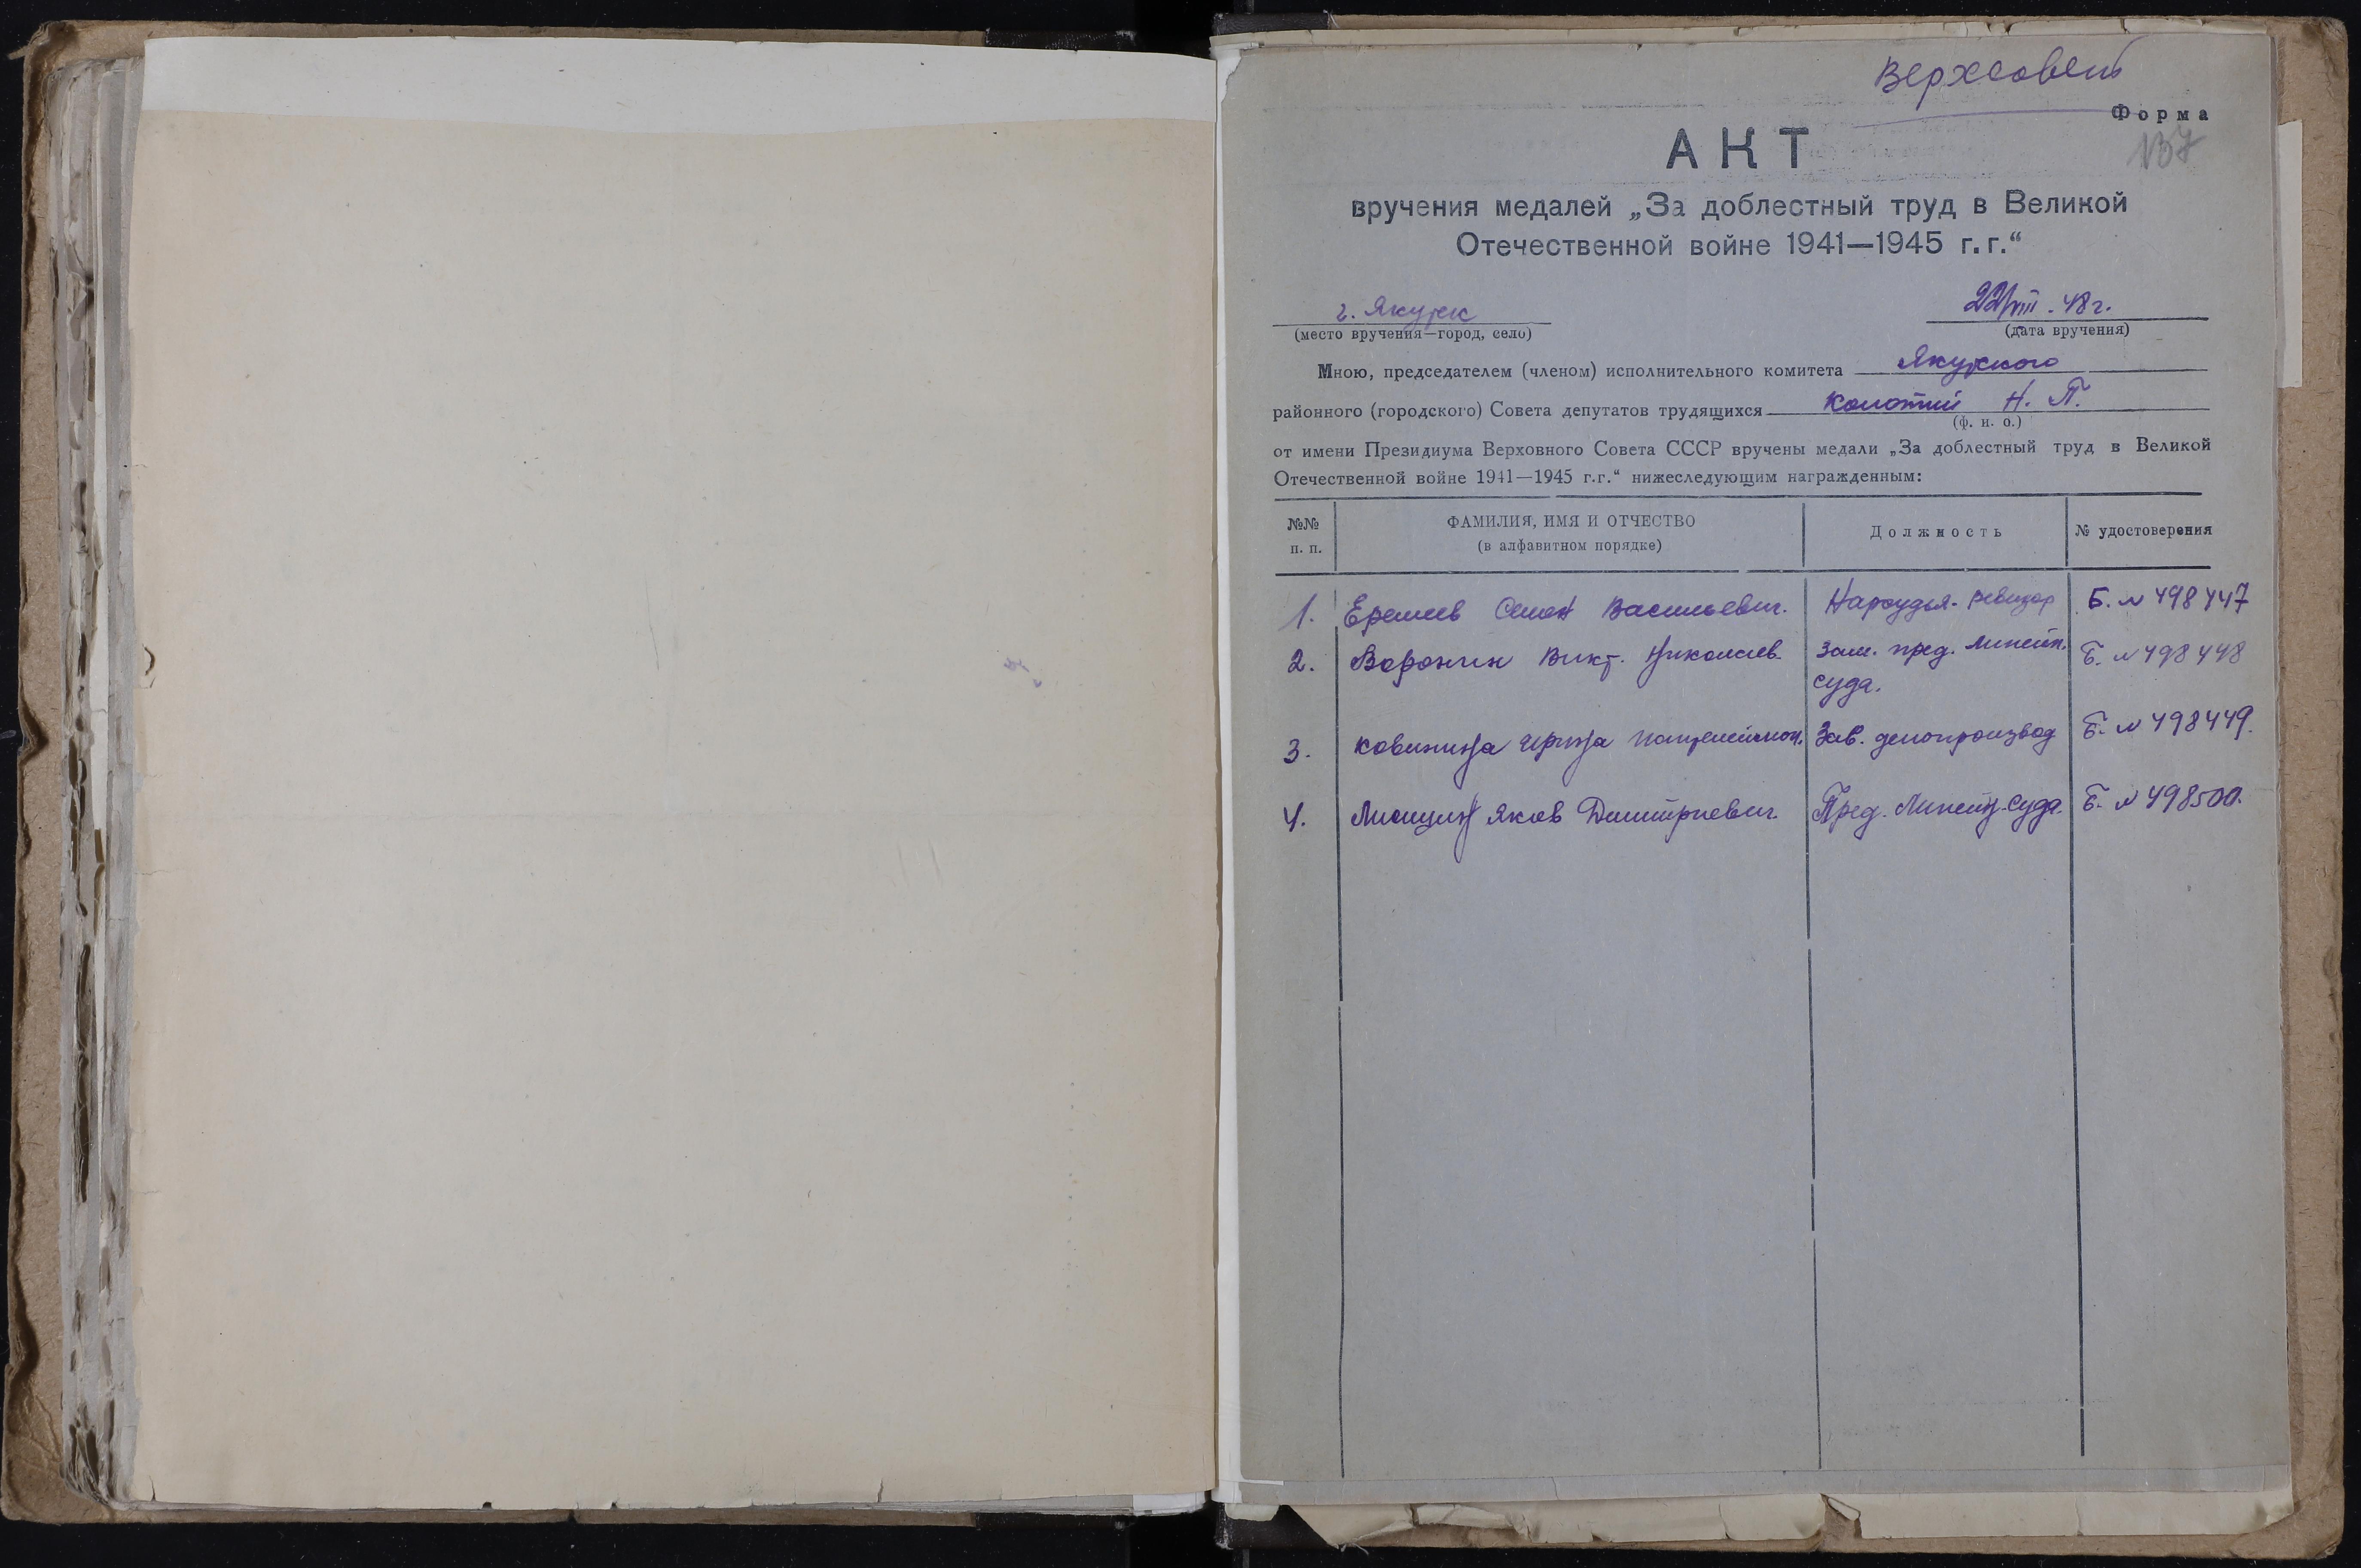 Верхсовет
Форма
137
АКТ
вручения медалей „За доблестный труд в Великой
Отечественной войне 1941—1945 г.г.“
г. Якутск
22/VIII.48г.
(место вручения—город, село)
(дата вручения)
Мною, председателем (членом) исполнительного комитета Якутского
районного (городского) Совета депутатов трудящихся Н. П.
(ф. и. о.)
от имени Президиума Верховного Совета СССР вручены медали „За доблестный труд в Великой
Отечественной войне 1941—1945 г.г.“ нижеследующим награжденным:
№№ п. п.
ФАМИЛИЯ, ИМЯ И ОТЧЕСТВО (в алфавитном порядке)
Должность
№ удостоверения
1. Еремеев Семен Васильевич. Нарсудья-ревизор Б. № 498447
2. Воронин Викт. Николаев. Зам. пред. Линейн. Б. № 498448
суда.
3. Ковинина Ирина Зав. делопроизвод Б. № 498449.
4. Лисицин Яков Дмитриевич. Пред. Линейн. суда. Б. № 498500.